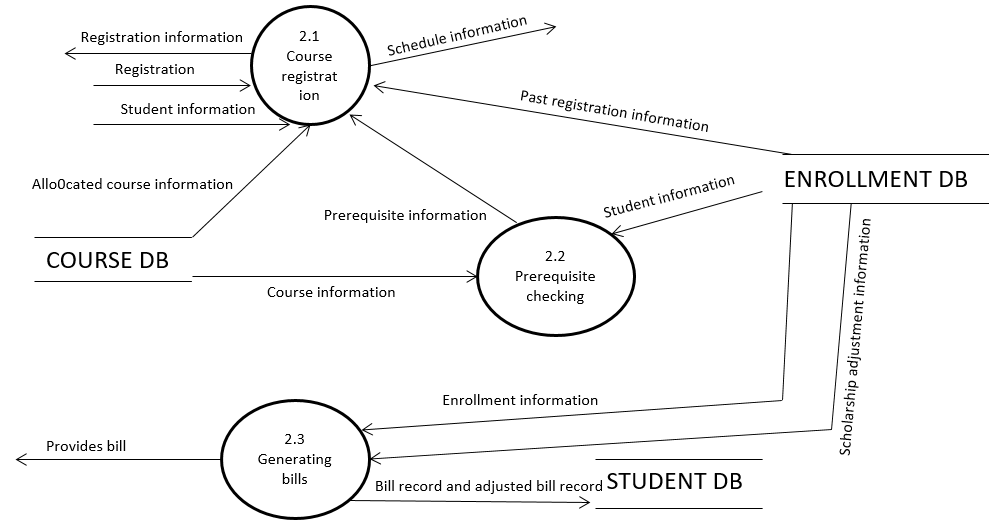 2.1
Course
registrat
ion
Registration information
Schedule information
Registration
Student information
Past registration information
Allo0cated course information
ENROLLMENT DB
Student information
Prerequisite information
COURSE DB
2.2
Prerequisite
checking
Course information
Scholarship adjustment information
Enrollment information
2.3
Generating
bills
Provides bill
Bill record and adjusted bill record
STUDENT DB